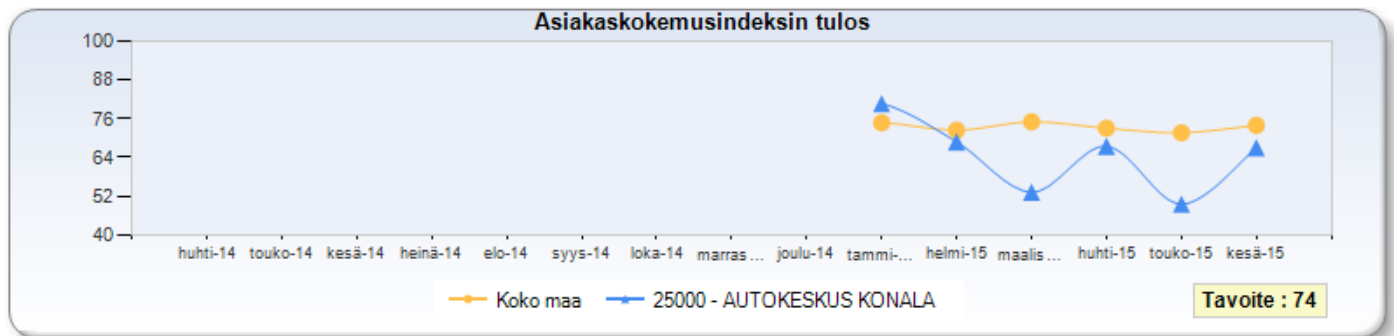 Asiakaskokemusindeksin tulos
100
88
76
64
52
40
huhti-14 touko-14 kesä-14 heinä-14 elo-14 syys-14 loka-14 marras ... joulu-14 tammi-... helmi-15 maalis ... huhti-15 touko-15 kesä-15
Koko maa 25000 - AUTOKESKUS KONALA
Tavoite : 74